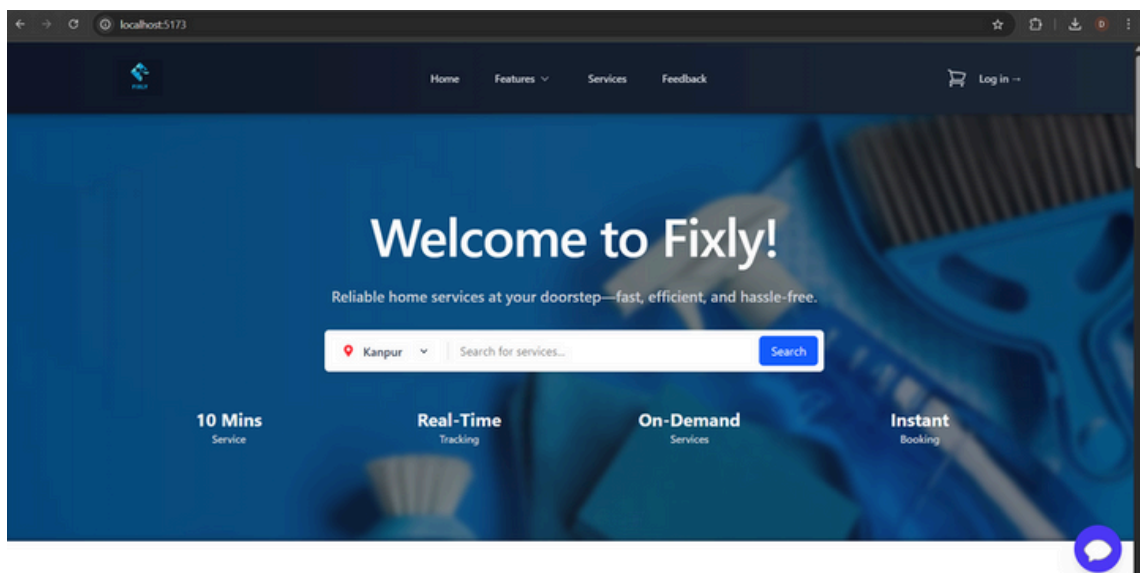 localhost:5173
D
FIXLY
Home Features Services Feedback Log in →
Welcome to Fixly!
Reliable home services at your doorstep—fast, efficient, and hassle-free.
Kanpur Search for services... Search
10 Mins Real-Time On-Demand Instant
Service Tracking Services Booking